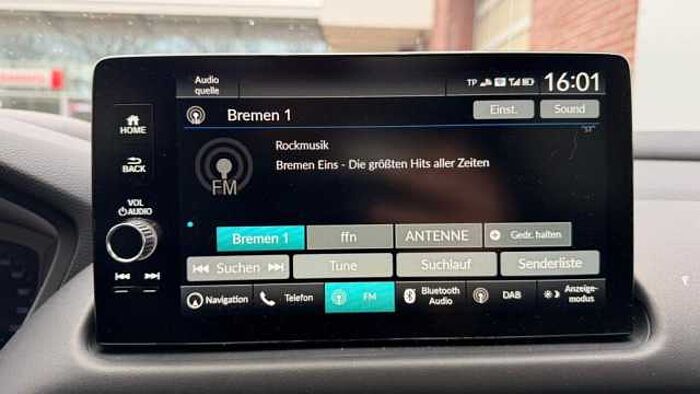 Audio
quelle
TP
16:01
Bremen 1
Einst.
Sound
HOME
Rockmusik
Bremen Eins - Die größten Hits aller Zeiten
FM
BACK
VOL
AUDIO
Bremen 1
ffn
ANTENNE
Gedr. halten
Suchen
Tune
Suchlauf
Senderliste
Navigation
Telefon
FM
Bluetooth
Audio
DAB
Anzeige-
modus